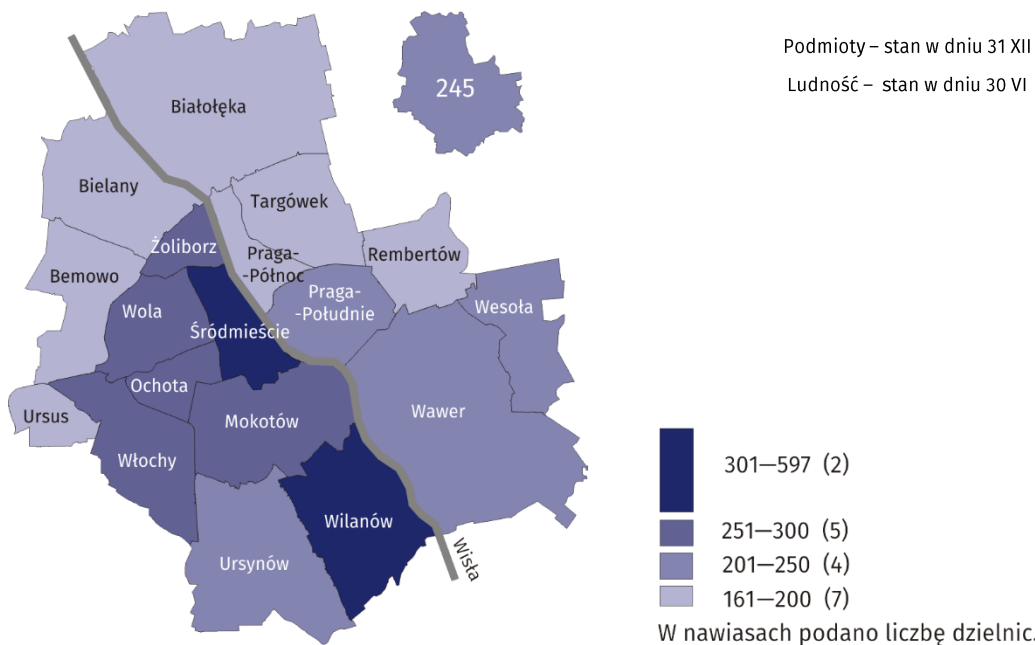 Podmioty – stan w dniu 31 XII
Ludność – stan w dniu 30 VI
245
Białołęka
Bielany
Targówek
Żoliborz
Praga-
-Północ
Rembertów
Bemowo
Praga-
-Południe
Wesoła
Wola
Śródmieście
Ochota
Ursus
Mokotów
Wawer
Włochy
Wilanów
Ursynów
Wisła
301—597 (2)
251—300 (5)
201—250 (4)
161—200 (7)
W nawiasach podano liczbę dzielnic.